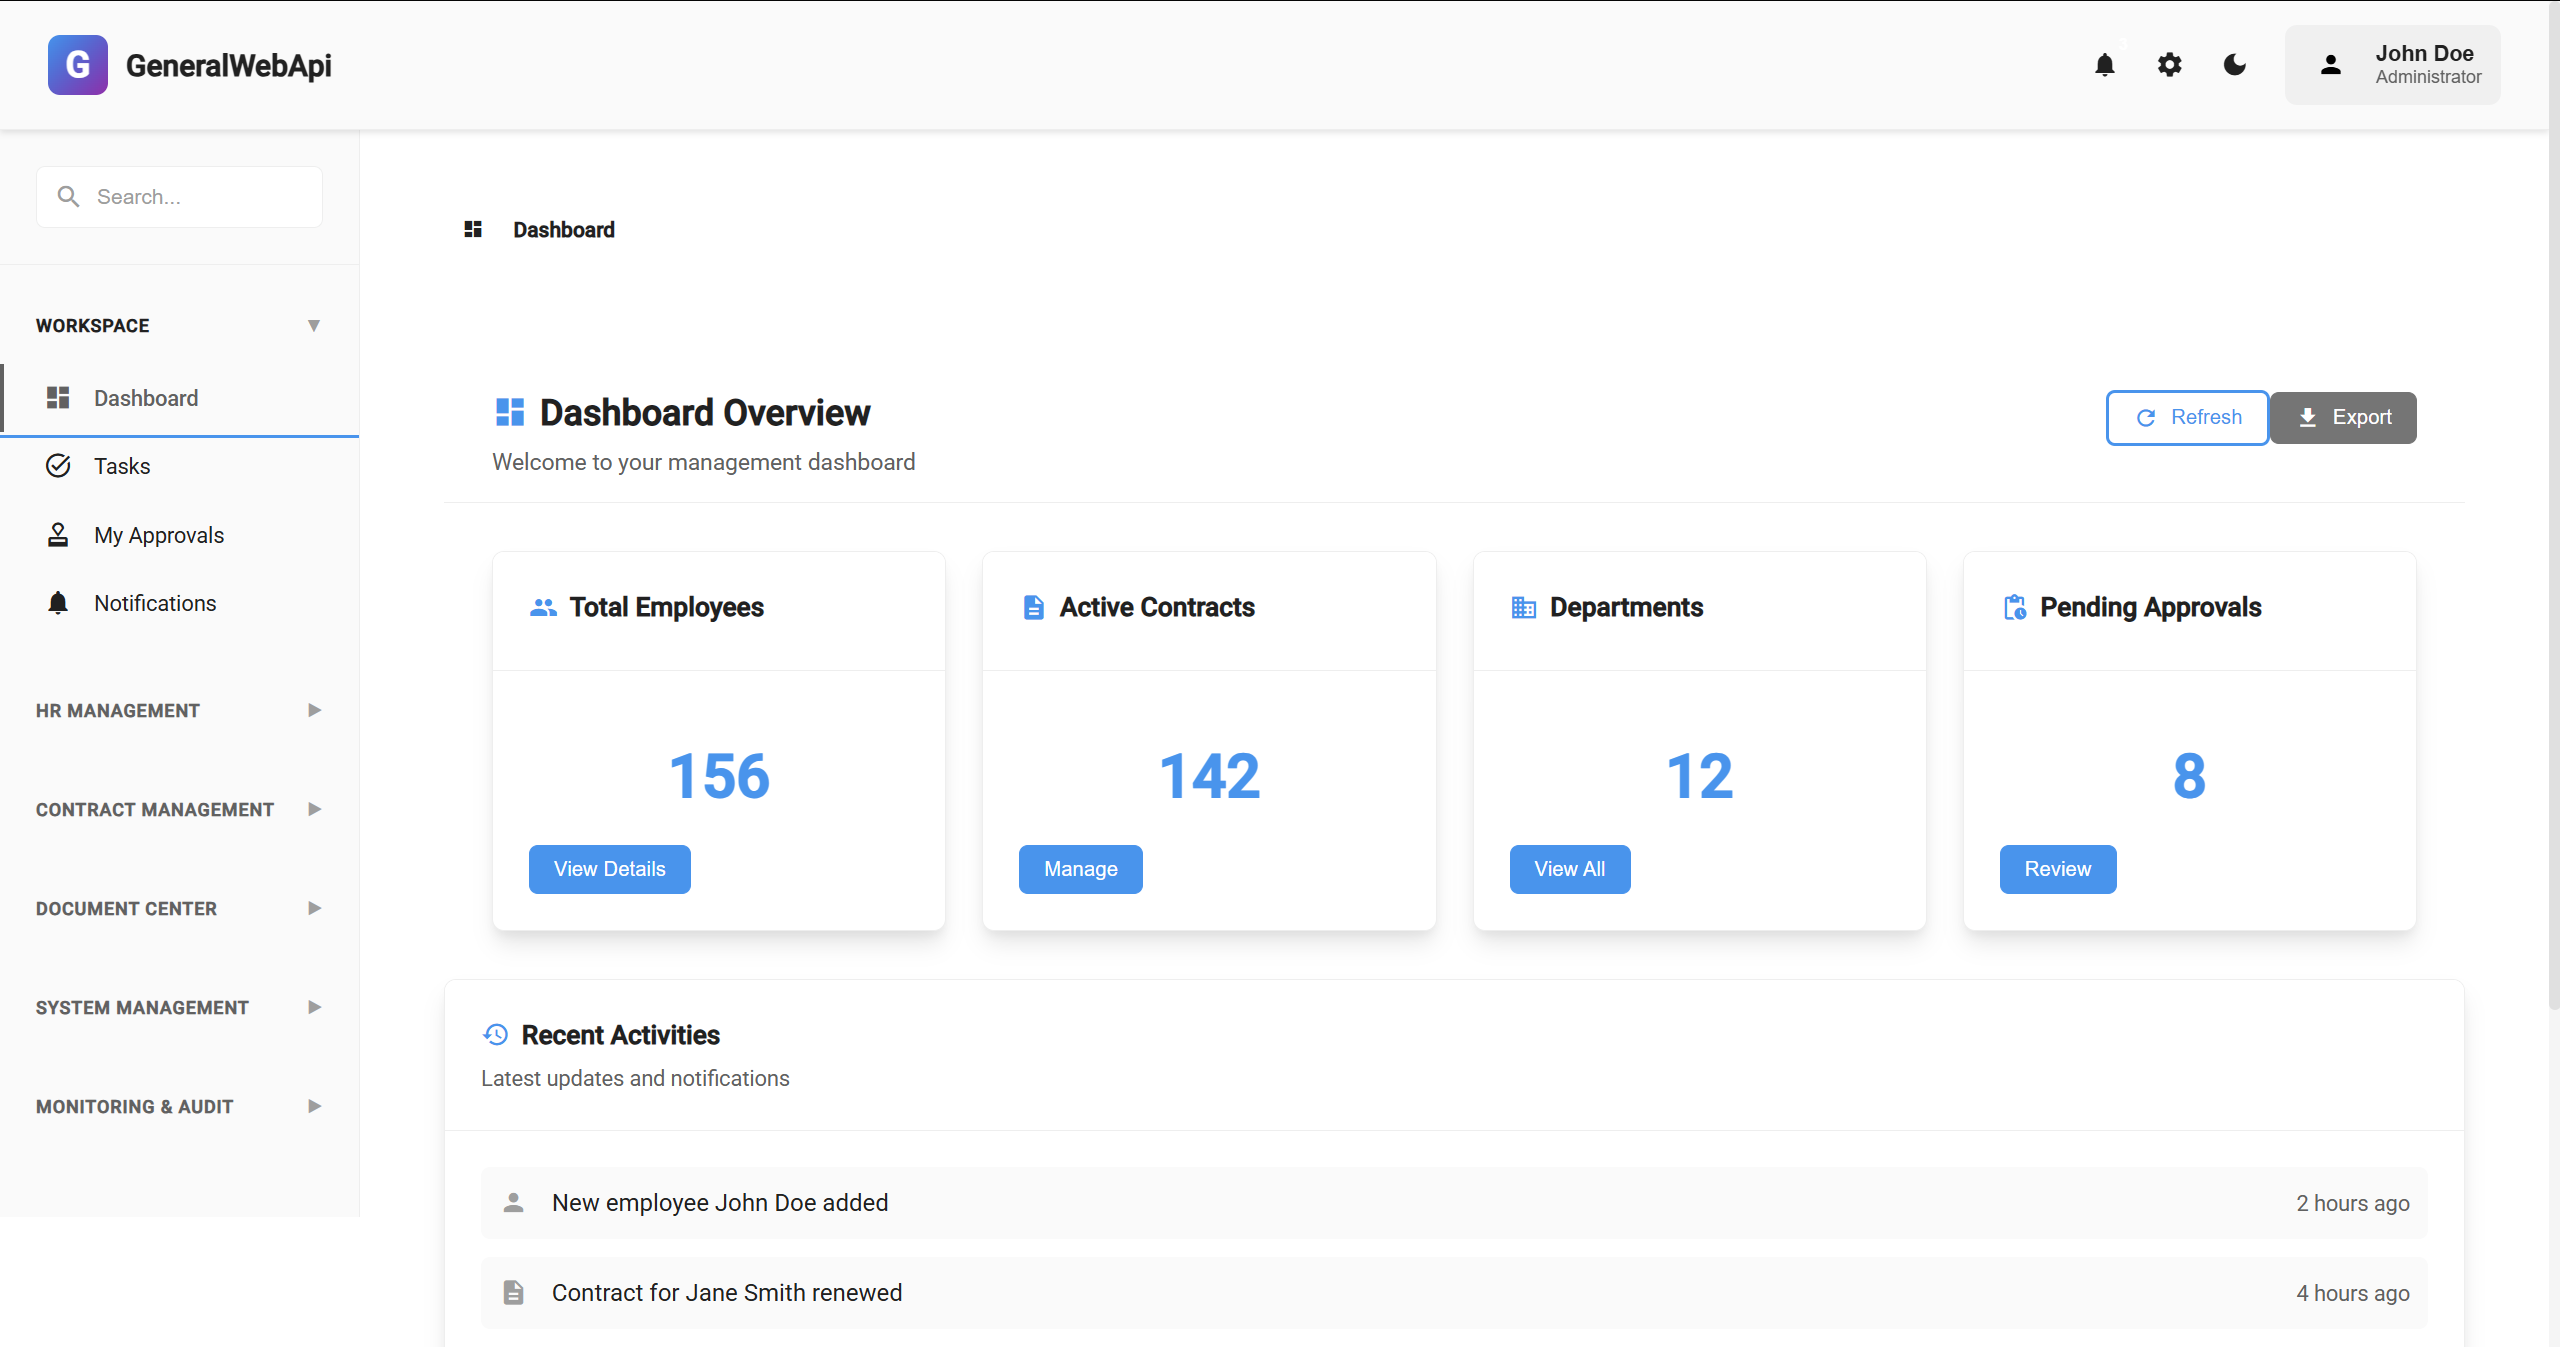 G GeneralWebApi
John Doe
Administrator
Search...
WORKSPACE
Dashboard
Tasks
My Approvals
Notifications
HR MANAGEMENT
CONTRACT MANAGEMENT
DOCUMENT CENTER
SYSTEM MANAGEMENT
MONITORING & AUDIT
Dashboard
Dashboard Overview
Welcome to your management dashboard
Refresh
Export
Total Employees
156
View Details
Active Contracts
142
Manage
Departments
12
View All
Pending Approvals
8
Review
Recent Activities
Latest updates and notifications
New employee John Doe added
2 hours ago
Contract for Jane Smith renewed
4 hours ago